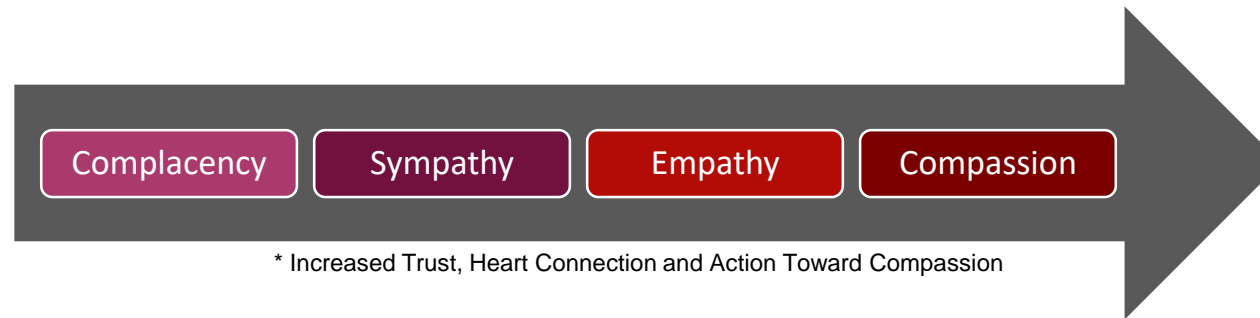 Complacency Sympathy Empathy Compassion
* Increased Trust, Heart Connection and Action Toward Compassion